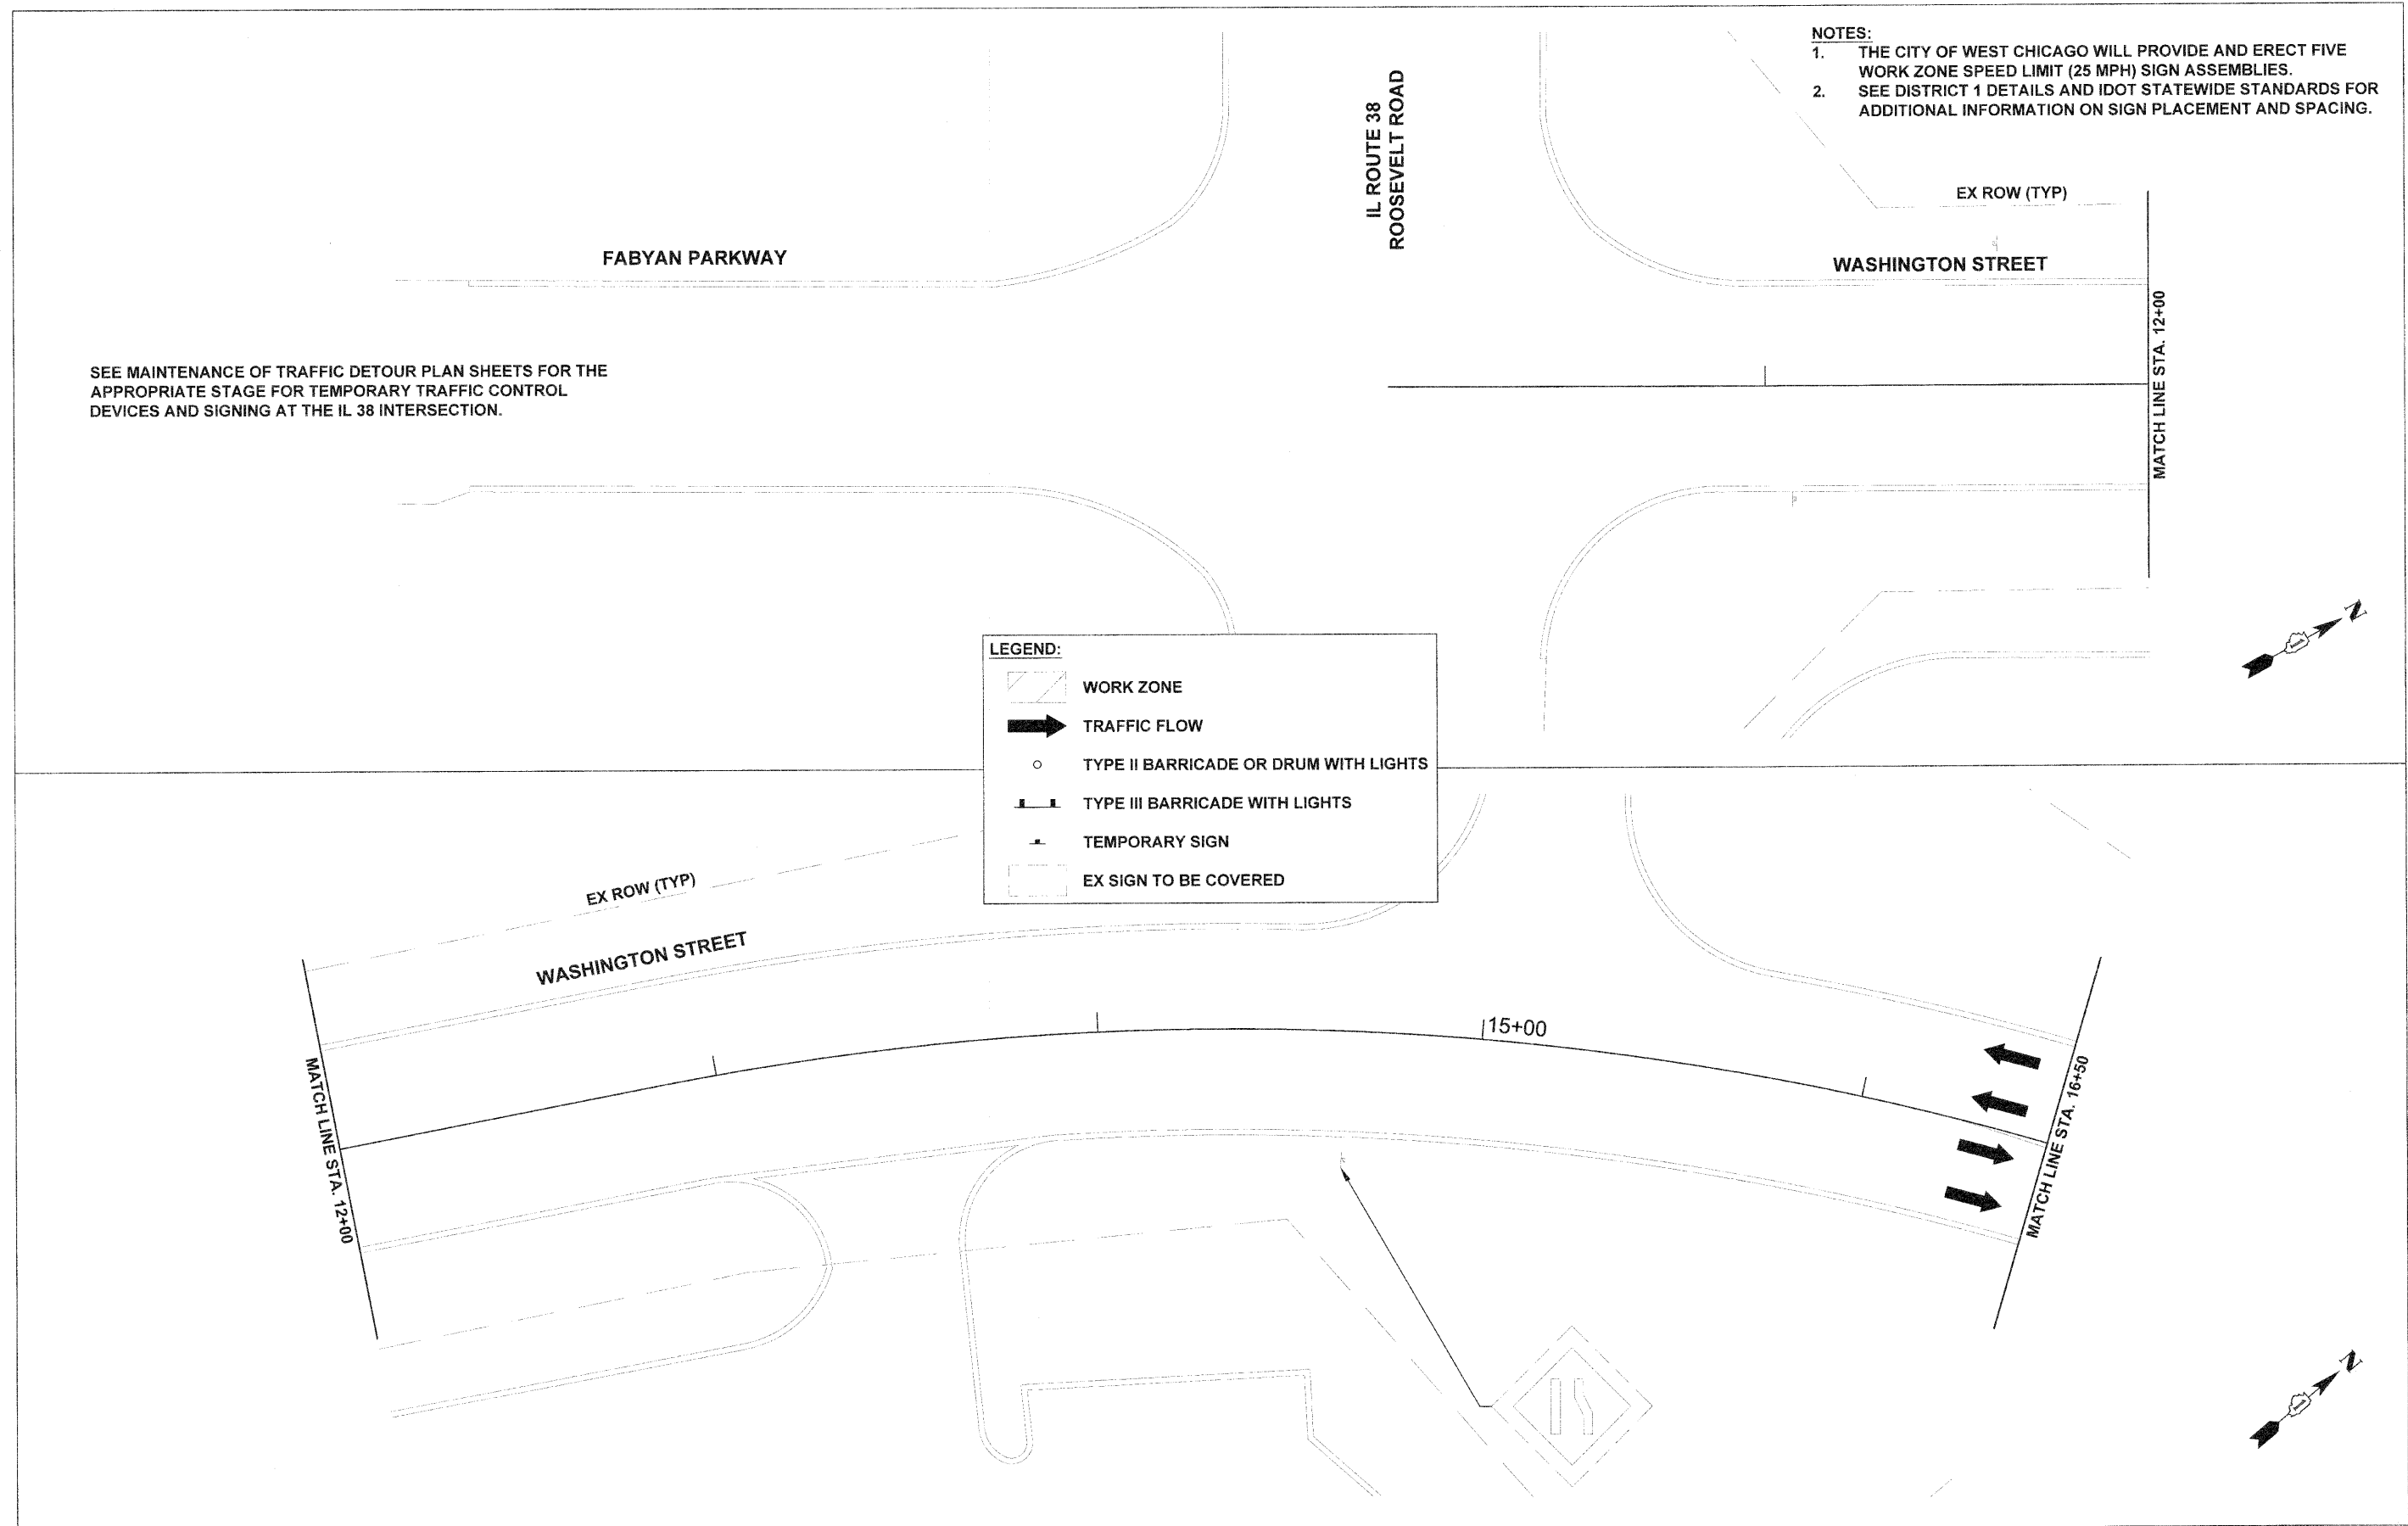 NOTES:
1. THE CITY OF WEST CHICAGO WILL PROVIDE AND ERECT FIVE
WORK ZONE SPEED LIMIT (25 MPH) SIGN ASSEMBLIES.
2. SEE DISTRICT 1 DETAILS AND IDOT STATEWIDE STANDARDS FOR
ADDITIONAL INFORMATION ON SIGN PLACEMENT AND SPACING.
IL ROUTE 38
ROOSEVELT ROAD
EX ROW (TYP)
FABYAN PARKWAY
WASHINGTON STREET
MATCH LINE STA. 12+00
SEE MAINTENANCE OF TRAFFIC DETOUR PLAN SHEETS FOR THE
APPROPRIATE STAGE FOR TEMPORARY TRAFFIC CONTROL
DEVICES AND SIGNING AT THE IL 38 INTERSECTION.
N
LEGEND:
WORK ZONE
TRAFFIC FLOW
TYPE II BARRICADE OR DRUM WITH LIGHTS
TYPE III BARRICADE WITH LIGHTS
TEMPORARY SIGN
EX SIGN TO BE COVERED
EX ROW (TYP)
WASHINGTON STREET
15+00
MATCH LINE STA. 12+00
MATCH LINE STA. 16+50
N